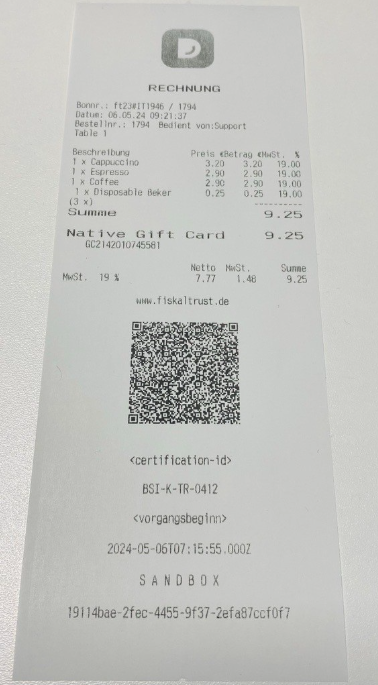 RECHNUNG
Bonnr.: ft23#IT1946 / 1794
Datum: 06.05.24 09:21:37
Bestellnr.: 1794 Bedient von:Support
Table 1
Beschreibung Preis €Betrag €MwSt. %
1 x Cappuccino 3.20 3.20 19.00
1 x Espresso 2.90 2.90 19.00
1 x Coffee 2.90 2.90 19.00
1 x Disposable Beker 0.25 0.25 19.00
(3 x) ----------
Summe 9.25
Native Gift Card 9.25
GC2142010745581
Netto MwSt. Summe
MwSt. 19 % 7.77 1.48 9.25
www.fiskaltrust.de
<certification-id>
BSI-K-TR-0412
<vorgangsbeginn>
2024-05-06T07:15:55.000Z
S A N D B O X
19114bae-2fec-4455-9f37-2efa87ccf0f7